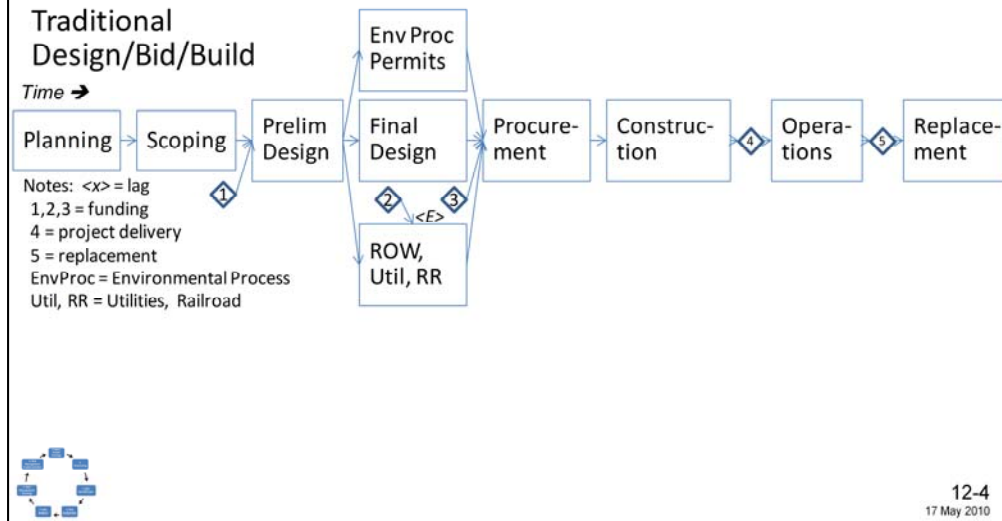 Traditional
Design/Bid/Build
Time →
Planning
Scoping
Prelim
Design
Env Proc
Permits
Final
Design
ROW,
Util, RR
Procure-
ment
Construc-
tion
Opera-
tions
Replace-
ment
1
2
<E>
3
4
5
Notes: <x> = lag
1,2,3 = funding
4 = project delivery
5 = replacement
EnvProc = Environmental Process
Util, RR = Utilities, Railroad
12-4
17 May 2010